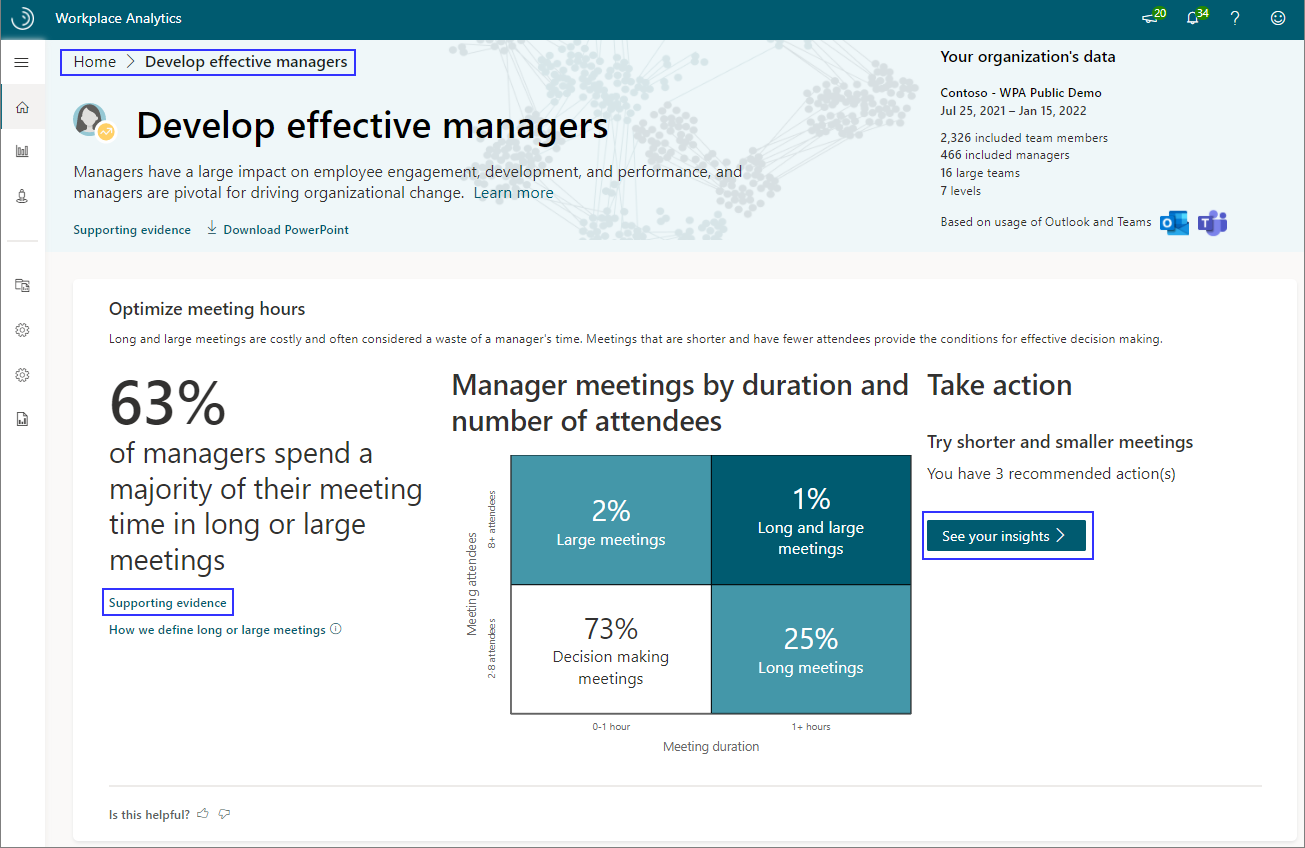 Workplace Analytics
20
34
?
Home > Develop effective managers
Develop effective managers
Managers have a large impact on employee engagement, development, and performance, and
managers are pivotal for driving organizational change. Learn more
Supporting evidence
Download PowerPoint
Your organization's data
Contoso - WPA Public Demo
Jul 25, 2021 – Jan 15, 2022
2,326 included team members
466 included managers
16 large teams
7 levels
Based on usage of Outlook and Teams
Optimize meeting hours
Long and large meetings are costly and often considered a waste of a manager's time. Meetings that are shorter and have fewer attendees provide the conditions for effective decision making.
63%
of managers spend a
majority of their meeting
time in long or large
meetings
Supporting evidence
How we define long or large meetings
Manager meetings by duration and
number of attendees
Meeting attendees
8+ attendees
2-8 attendees
2%
Large meetings
1%
Long and large
meetings
73%
Decision making
meetings
25%
Long meetings
0-1 hour
1+ hours
Meeting duration
Take action
Try shorter and smaller meetings
You have 3 recommended action(s)
See your insights >
Is this helpful?